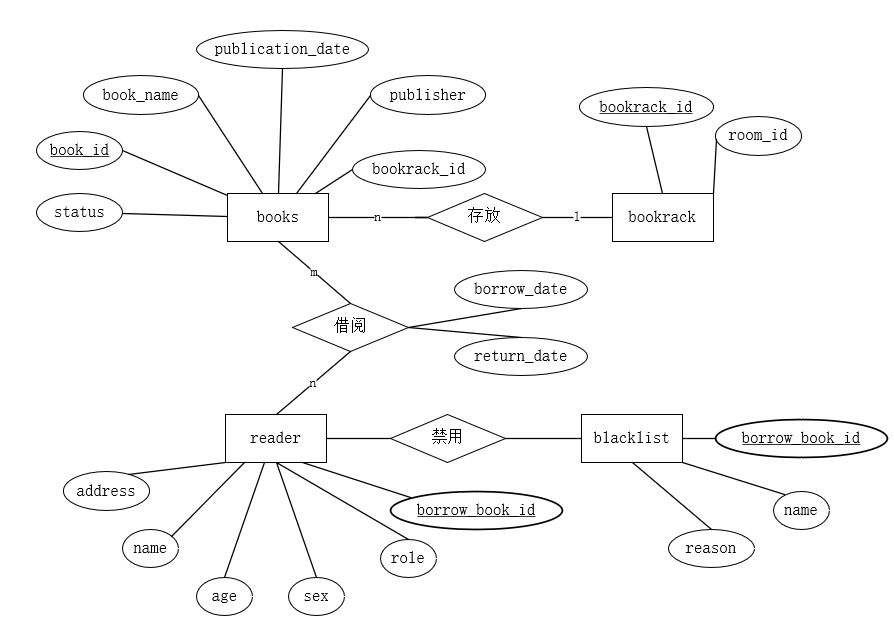 publication_date
book_name
publisher
bookrack_id
room_id
book_id
bookrack_id
status
books
n
存放
1
bookrack
m
borrow_date
借阅
return_date
n
reader
禁用
blacklist
borrow_book_id
address
borrow_book_id
name
name
role
reason
age
sex